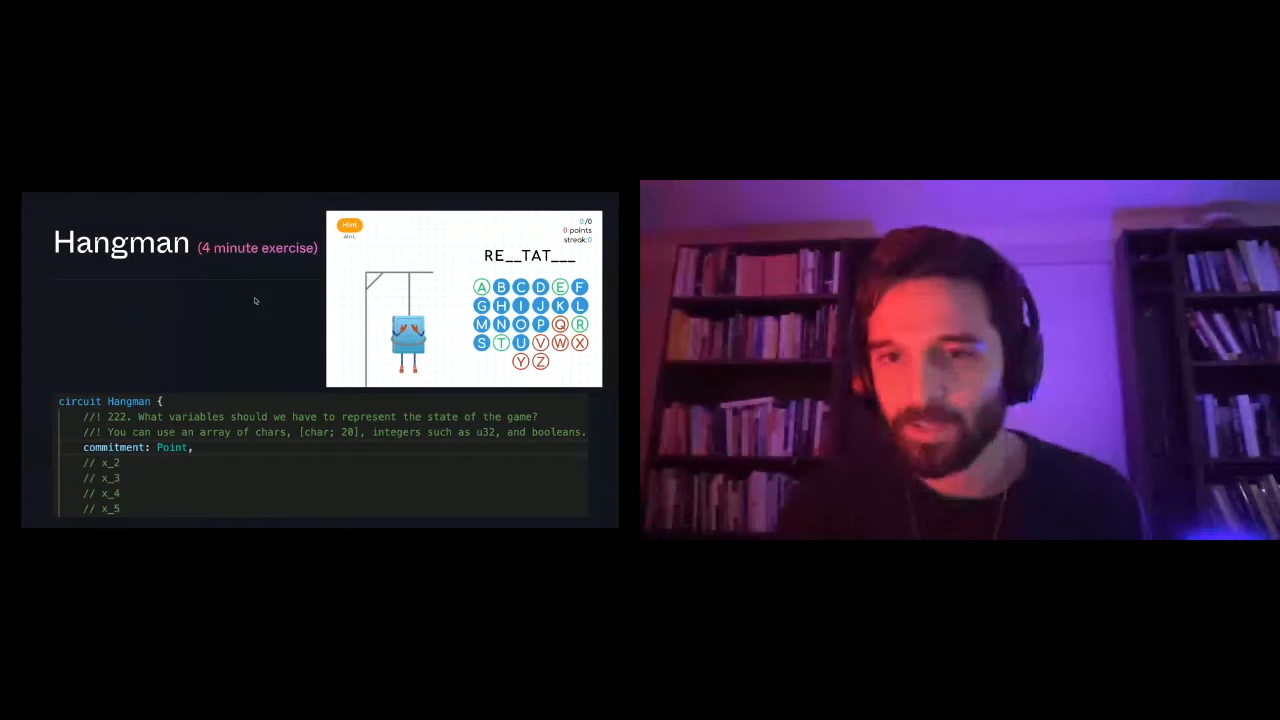 Hangman (4 minute exercise)
Hint
Alt+L
0/0
0 points
streak:0
RE__TAT___
A B C D E F
G H I J K L
M N O P Q R
S T U V W X
Y Z
circuit Hangman {
//! 222. What variables should we have to represent the state of the game?
//! You can use an array of chars, [char; 20], integers such as u32, and booleans.
commitment: Point,
// x_2
// x_3
// x_4
// x_5